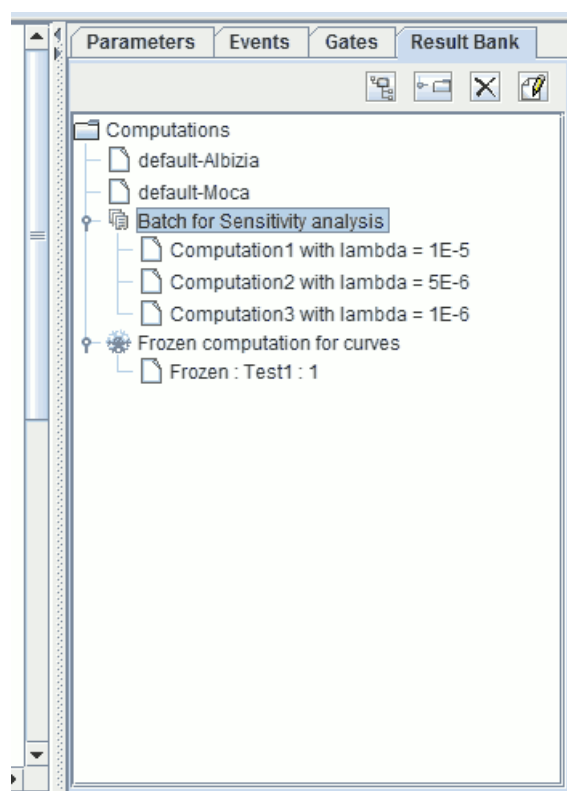 Parameters Events Gates Result Bank
Computations
default-Albizia
default-Moca
Batch for Sensitivity analysis
Computation1 with lambda = 1E-5
Computation2 with lambda = 5E-6
Computation3 with lambda = 1E-6
Frozen computation for curves
Frozen : Test1 : 1